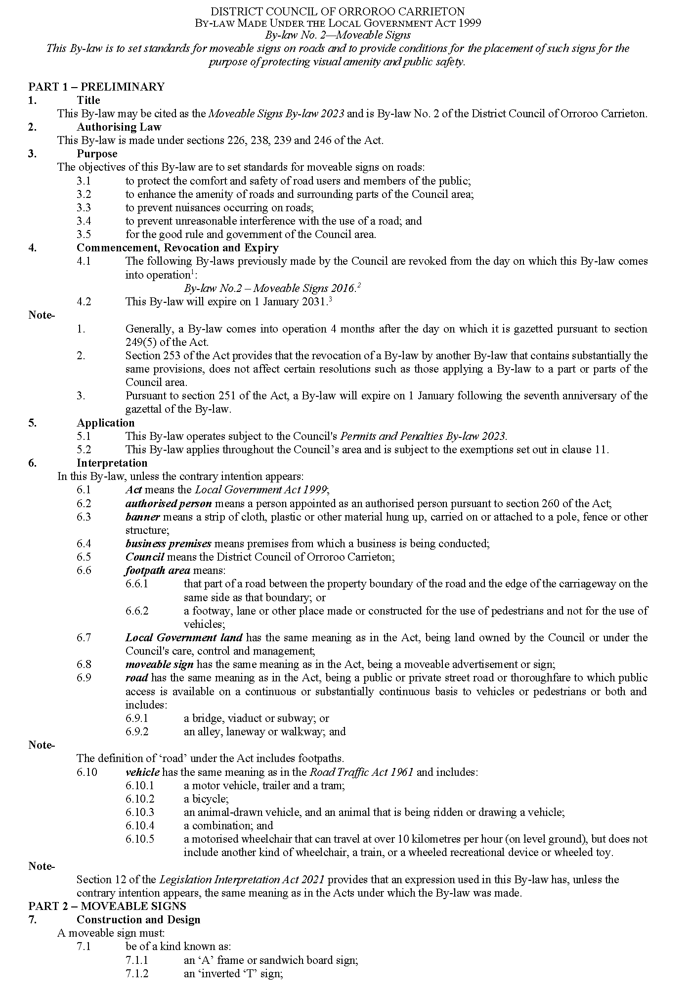 DISTRICT COUNCIL OF ORROROO CARRIETON
BY-LAW MADE UNDER THE LOCAL GOVERNMENT ACT 1999
By-law No. 2—Moveable Signs
This By-law is to set standards for moveable signs on roads and to provide conditions for the placement of such signs for the
purpose of protecting visual amenity and public safety.
PART 1 – PRELIMINARY
1. Title
This By-law may be cited as the Moveable Signs By-law 2023 and is By-law No. 2 of the District Council of Orroroo Carrieton.
2. Authorising Law
This By-law is made under sections 226, 238, 239 and 246 of the Act.
3. Purpose
The objectives of this By-law are to set standards for moveable signs on roads:
3.1 to protect the comfort and safety of road users and members of the public;
3.2 to enhance the amenity of roads and surrounding parts of the Council area;
3.3 to prevent nuisances occurring on roads;
3.4 to prevent unreasonable interference with the use of a road; and
3.5 for the good rule and government of the Council area.
4. Commencement, Revocation and Expiry
4.1 The following By-laws previously made by the Council are revoked from the day on which this By-law comes
into operation1:
By-law No.2 – Moveable Signs 2016.2
4.2 This By-law will expire on 1 January 2031.3
Note-
1. Generally, a By-law comes into operation 4 months after the day on which it is gazetted pursuant to section
249(5) of the Act.
2. Section 253 of the Act provides that the revocation of a By-law by another By-law that contains substantially the
same provisions, does not affect certain resolutions such as those applying a By-law to a part or parts of the
Council area.
3. Pursuant to section 251 of the Act, a By-law will expire on 1 January following the seventh anniversary of the
gazettal of the By-law.
5. Application
5.1 This By-law operates subject to the Council's Permits and Penalties By-law 2023.
5.2 This By-law applies throughout the Council’s area and is subject to the exemptions set out in clause 11.
6. Interpretation
In this By-law, unless the contrary intention appears:
6.1 Act means the Local Government Act 1999;
6.2 authorised person means a person appointed as an authorised person pursuant to section 260 of the Act;
6.3 banner means a strip of cloth, plastic or other material hung up, carried on or attached to a pole, fence or other
structure;
6.4 business premises means premises from which a business is being conducted;
6.5 Council means the District Council of Orroroo Carrieton;
6.6 footpath area means:
6.6.1 that part of a road between the property boundary of the road and the edge of the carriageway on the
same side as that boundary; or
6.6.2 a footway, lane or other place made or constructed for the use of pedestrians and not for the use of
vehicles;
6.7 Local Government land has the same meaning as in the Act, being land owned by the Council or under the
Council's care, control and management;
6.8 moveable sign has the same meaning as in the Act, being a moveable advertisement or sign;
6.9 road has the same meaning as in the Act, being a public or private street road or thoroughfare to which public
access is available on a continuous or substantially continuous basis to vehicles or pedestrians or both and
includes:
6.9.1 a bridge, viaduct or subway; or
6.9.2 an alley, laneway or walkway; and
Note-
The definition of ‘road’ under the Act includes footpaths.
6.10 vehicle has the same meaning as in the Road Traffic Act 1961 and includes:
6.10.1 a motor vehicle, trailer and a tram;
6.10.2 a bicycle;
6.10.3 an animal-drawn vehicle, and an animal that is being ridden or drawing a vehicle;
6.10.4 a combination; and
6.10.5 a motorised wheelchair that can travel at over 10 kilometres per hour (on level ground), but does not
include another kind of wheelchair, a train, or a wheeled recreational device or wheeled toy.
Note-
Section 12 of the Legislation Interpretation Act 2021 provides that an expression used in this By-law has, unless the
contrary intention appears, the same meaning as in the Acts under which the By-law was made.
PART 2 – MOVEABLE SIGNS
7. Construction and Design
A moveable sign must:
7.1 be of a kind known as:
7.1.1 an ‘A’ frame or sandwich board sign;
7.1.2 an ‘inverted ‘T’ sign;